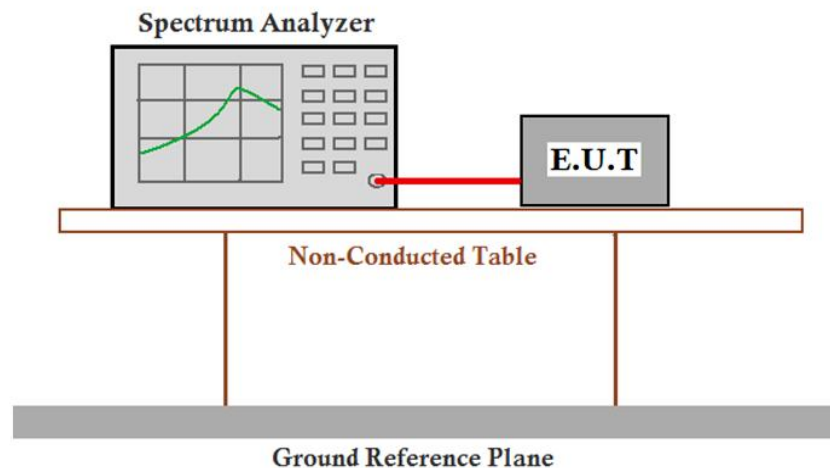 Spectrum Analyzer
E.U.T
Non-Conducted Table
Ground Reference Plane